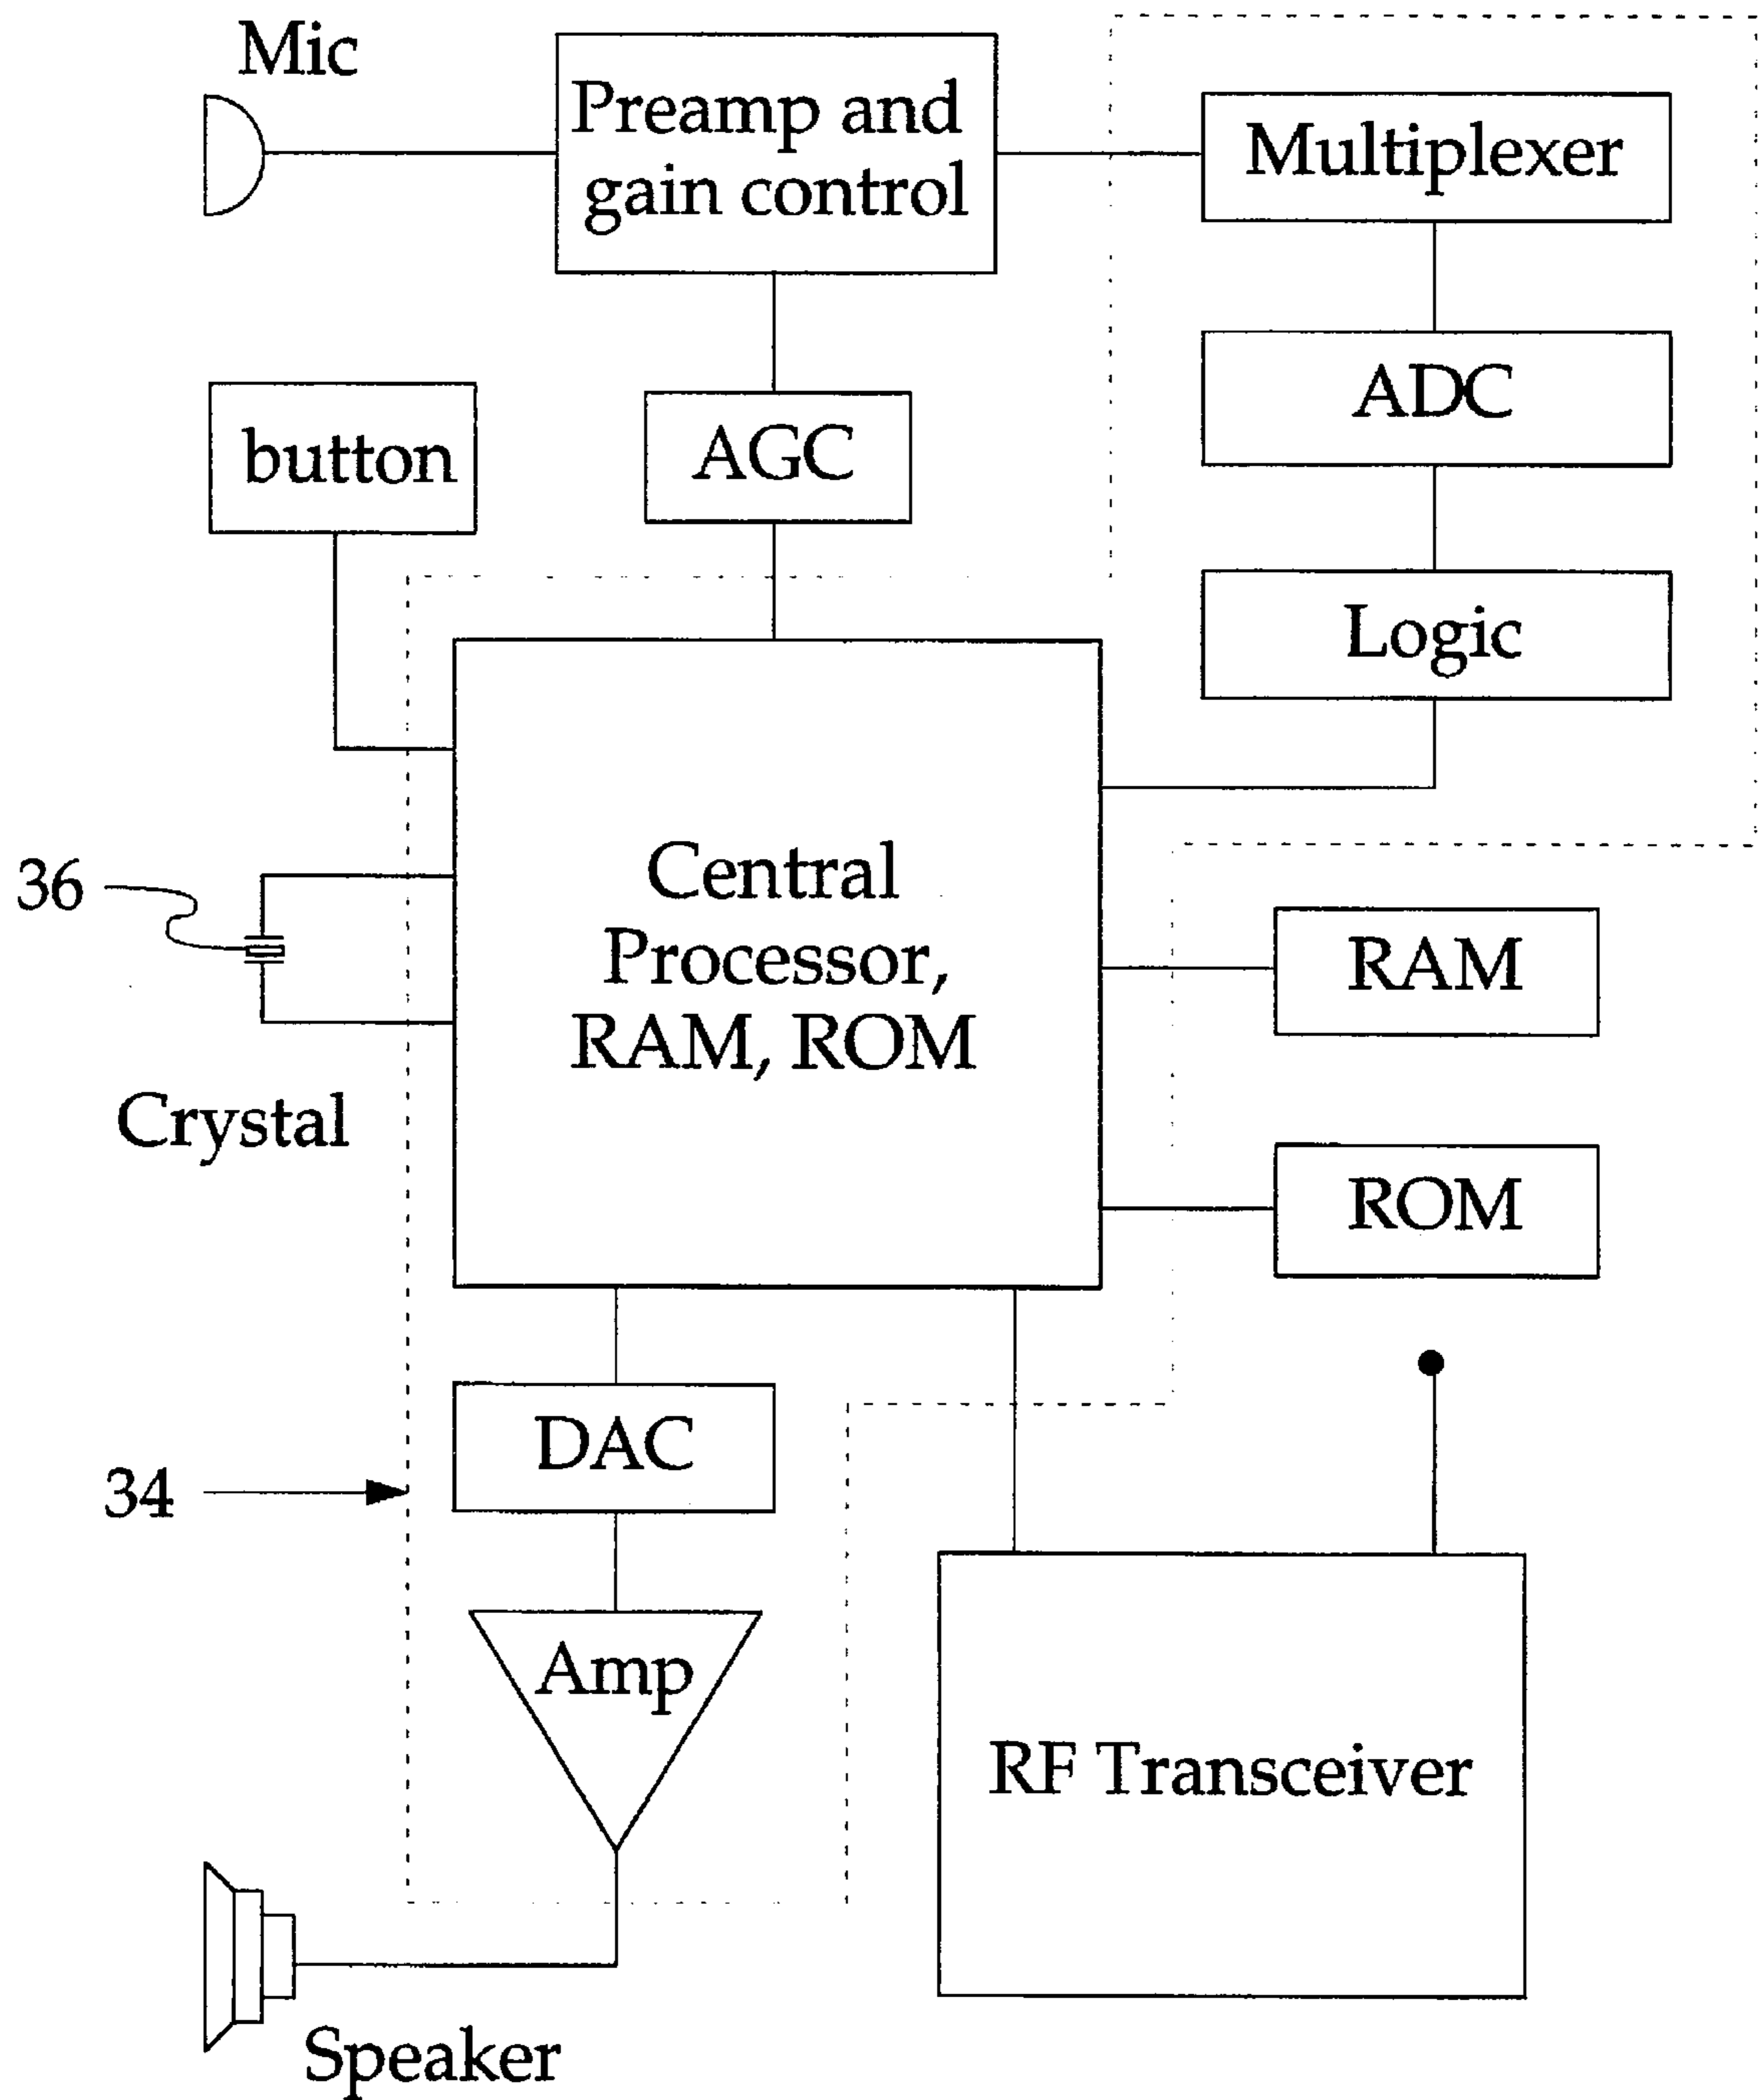 Mic
Preamp and
gain control
Multiplexer
ADC
button
AGC
Logic
36
Central
Processor,
RAM, ROM
RAM
Crystal
ROM
DAC
34
Amp
RF Transceiver
Speaker